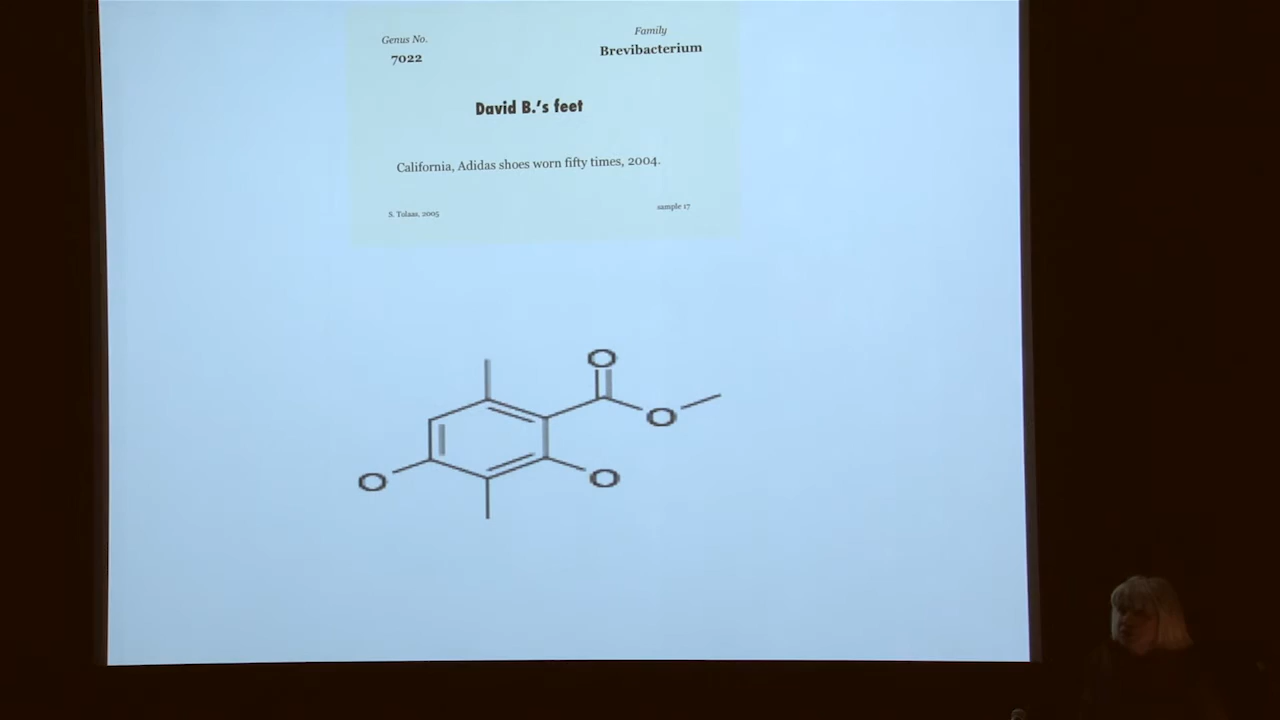 Genus No.
Family
7022
Brevibacterium
David B.'s feet
California, Adidas shoes worn fifty times, 2004.
S. Tolaas, 2005
sample 17
O
O
O
O